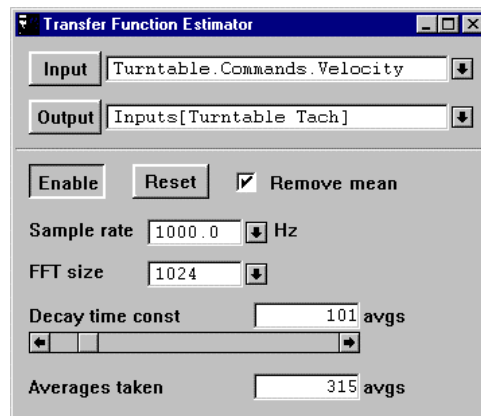 Transfer Function Estimator
Input Turntable.Commands.Velocity
Output Inputs[Turntable Tach]
Enable Reset Remove mean
Sample rate 1000.0 Hz
FFT size 1024
Decay time const 101 avgs
Averages taken 315 avgs